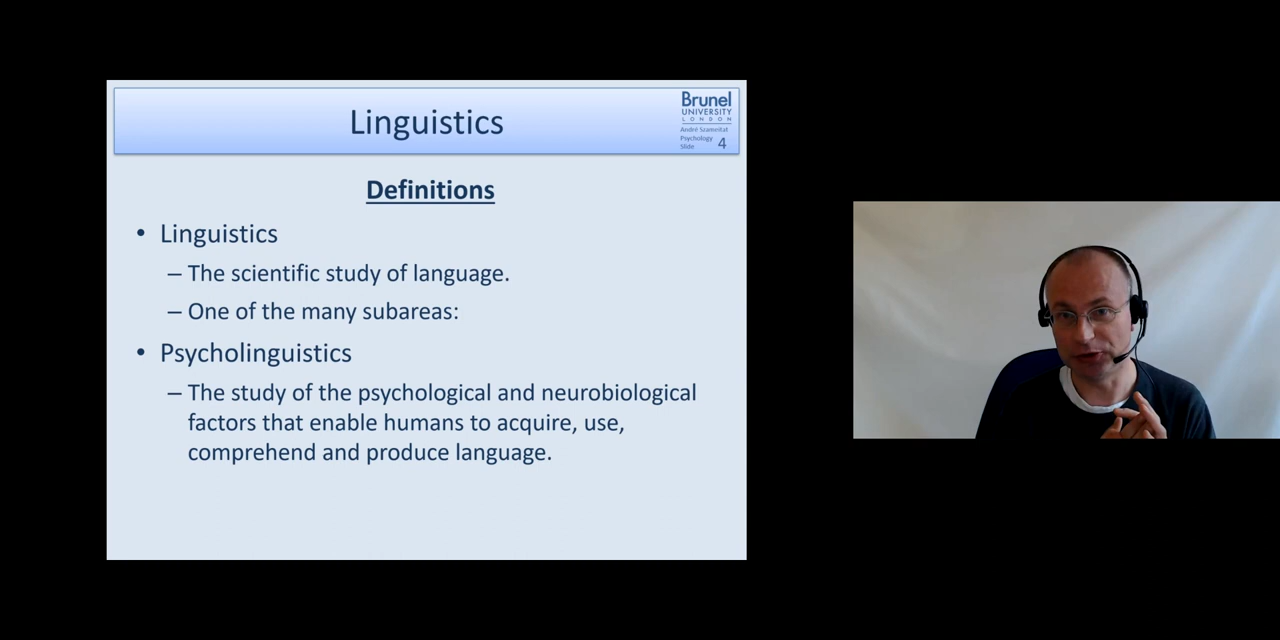 Linguistics
Brunel
UNIVERSITY
LONDON
André Szameitat
Psychology
Slide 4
Definitions
• Linguistics
– The scientific study of language.
– One of the many subareas:
• Psycholinguistics
– The study of the psychological and neurobiological
factors that enable humans to acquire, use,
comprehend and produce language.